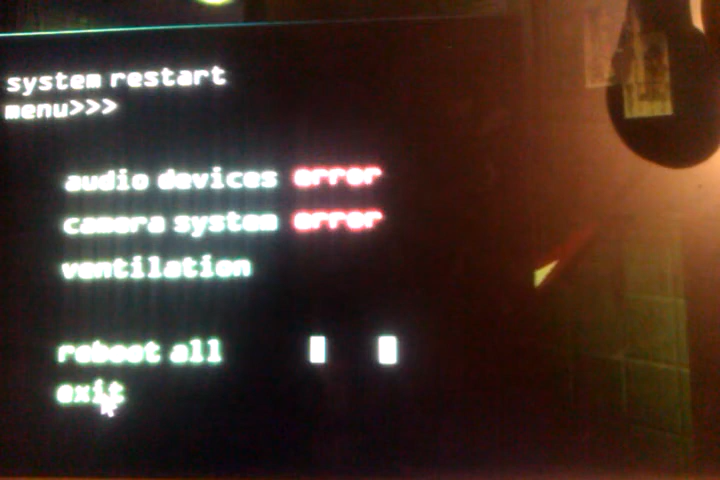 system restart
menu>>>
audio devices error
camera system error
ventilation
reboot all
exit